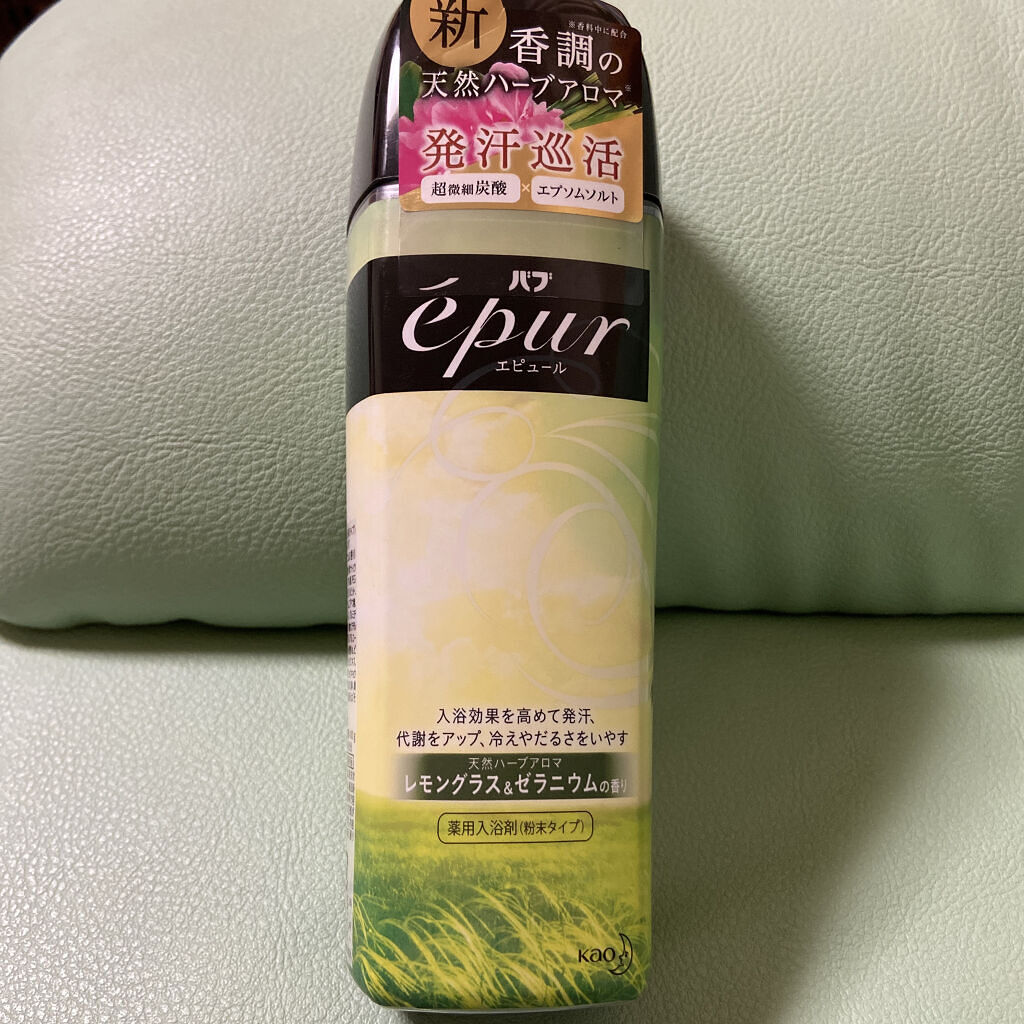 新
※香料中に配合
香調の
天然ハーブアロマ※
発汗巡活
超微細炭酸×エプソムソルト
バブ
épur
エピュール
入浴効果を高めて発汗、
代謝をアップ、冷えやだるさをいやす
天然ハーブアロマ
レモングラス&ゼラニウムの香り
薬用入浴剤(粉末タイプ)
Kao